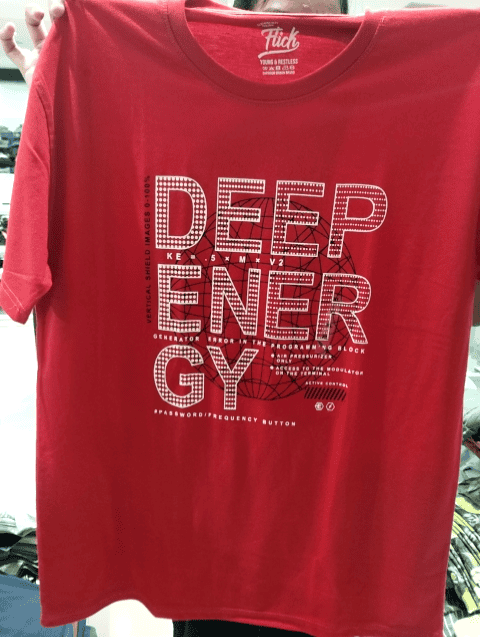 Flick
YOUNG & RESTLESS
VERTICAL SHIELD IMAGES 0-100%
DEEP
KE = .5 × M × V2
ENER
GENERATOR ERROR IN THE PROGRAMMING BLOCK
GY
AIR PRESSURIZER
ONLY
ACCESS TO THE MODULATOR
ON THE TERMINAL
ACTIVE CONTROL
#PASSWORD/FREQUENCY BUTTON